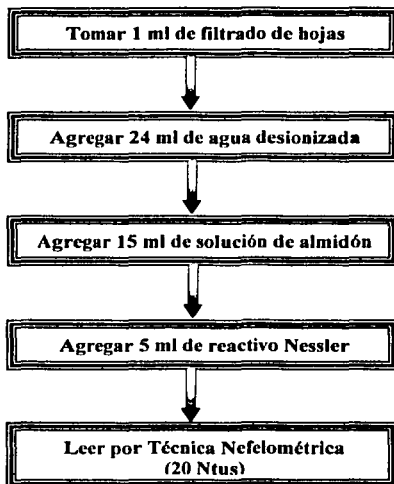 Tomar 1 ml de filtrado de hojas
Agregar 24 ml de agua desionizada
Agregar 15 ml de solución de almidón
Agregar 5 ml de reactivo Nessler
Leer por Técnica Nefelométrica
(20 Ntus)